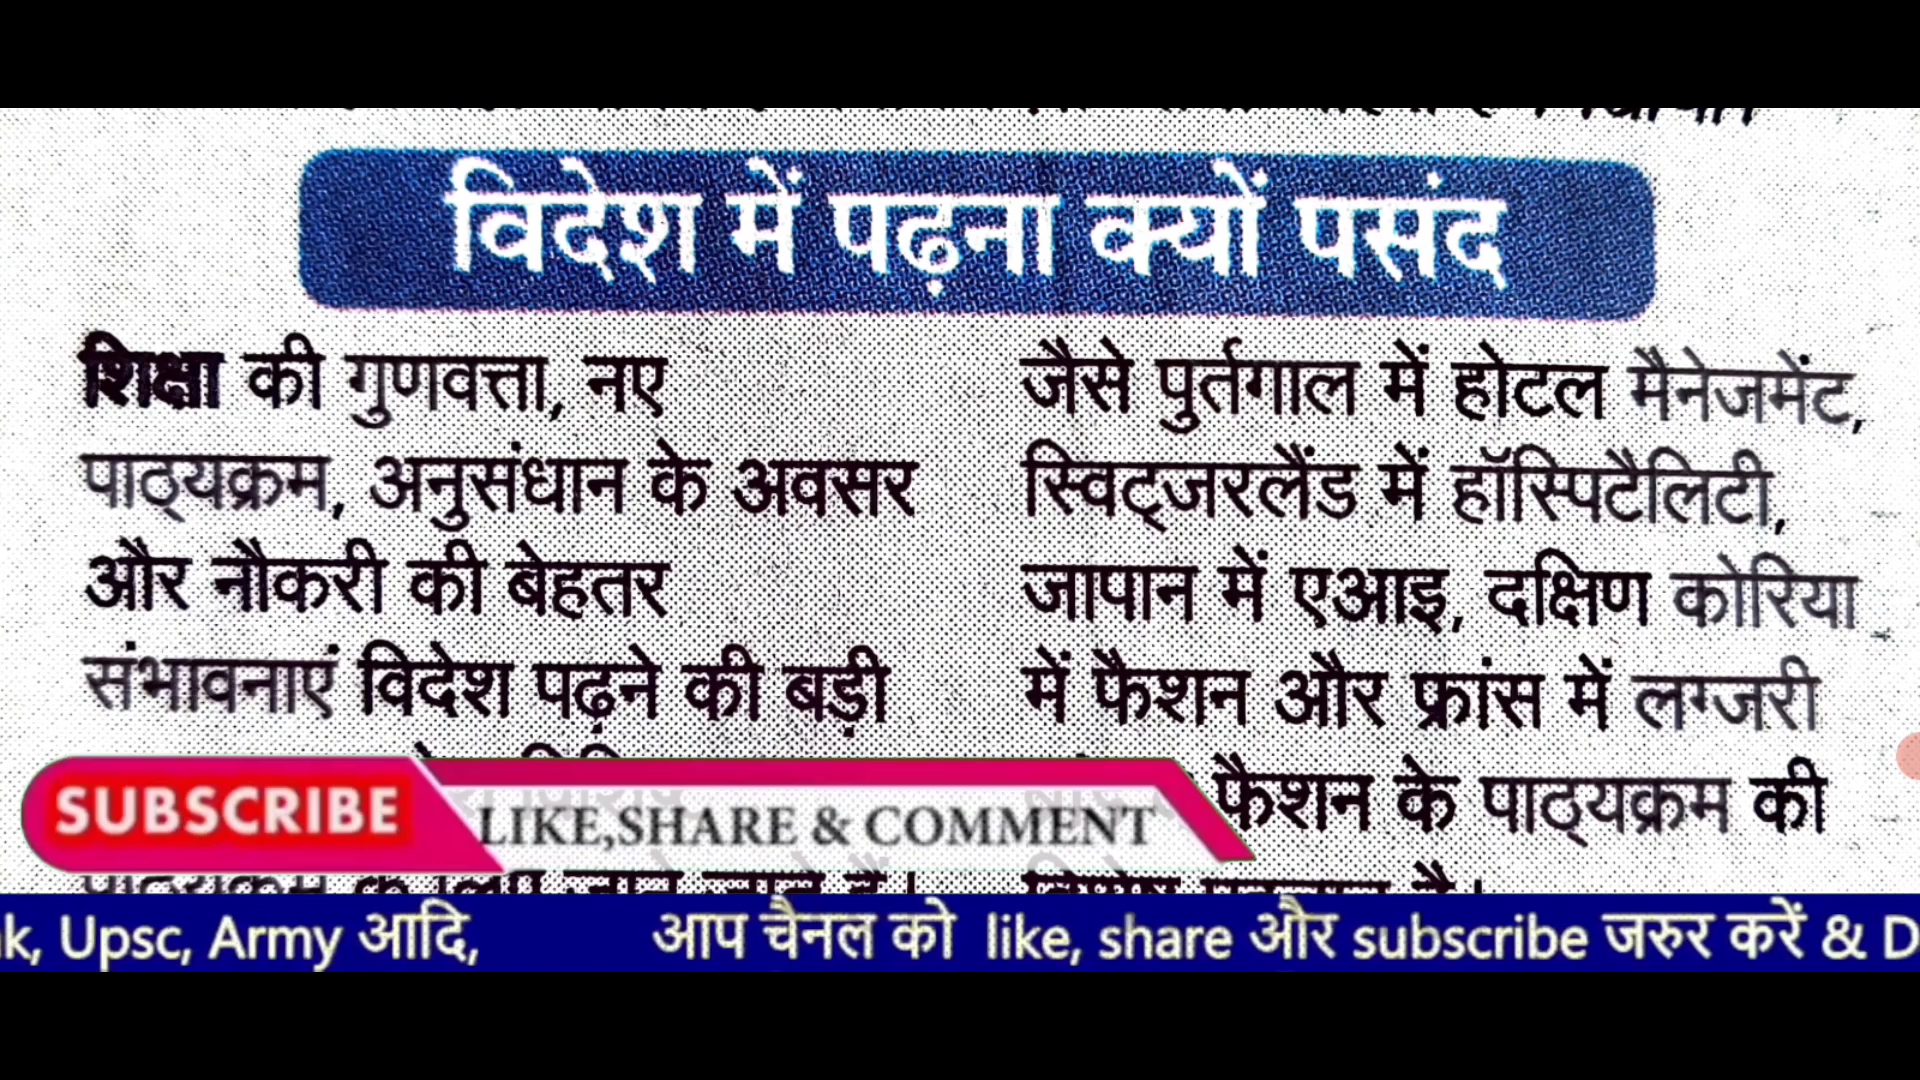 विदेश में पढ़ना क्यों पसंद
शिक्षा की गुणवत्ता, नए
पाठ्यक्रम, अनुसंधान के अवसर
और नौकरी की बेहतर
संभावनाएं विदेश पढ़ने की बड़ी
पाठ्यक्रम के लिए जाने जाते हैं।
जैसे पुर्तगाल में होटल मैनेजमेंट,
स्विट्जरलैंड में हॉस्पिटैलिटी,
जापान में एआइ, दक्षिण कोरिया
में फैशन और फ्रांस में लग्जरी
फैशन के पाठ्यक्रम की
SUBSCRIBE
LIKE,SHARE & COMMENT
k, Upsc, Army आदि, आप चैनल को like, share और subscribe जरुर करें & D